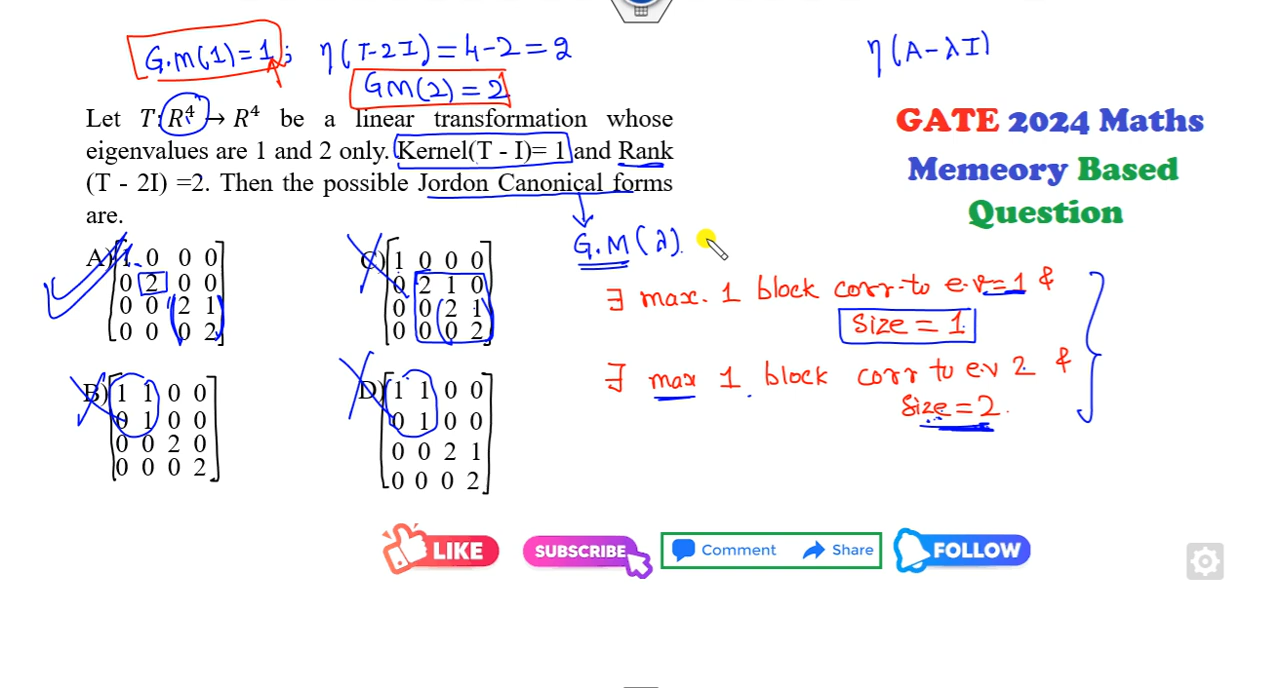 G.M(1)=1; η(T-2I)=4-2=2
GM(2)=2
η(A-λI)
Let T: R⁴ → R⁴ be a linear transformation whose
eigenvalues are 1 and 2 only. Kernel(T - I)= 1 and Rank
(T - 2I) =2. Then the possible Jordon Canonical forms
are.
GATE 2024 Maths
Memeory Based
Question
G.M(λ).
A) 1 0 0 0
0 2 0 0
0 0 2 1
0 0 0 2
C) 1 0 0 0
0 2 1 0
0 0 2 1
0 0 0 2
B) 1 1 0 0
0 1 0 0
0 0 2 0
0 0 0 2
D) 1 1 0 0
0 1 0 0
0 0 2 1
0 0 0 2
∃ max. 1 block corr. to e.v=1 &
Size = 1.
∃ max 1 block corr to e.v 2 &
Size=2.
LIKE
SUBSCRIBE
Comment
Share
FOLLOW